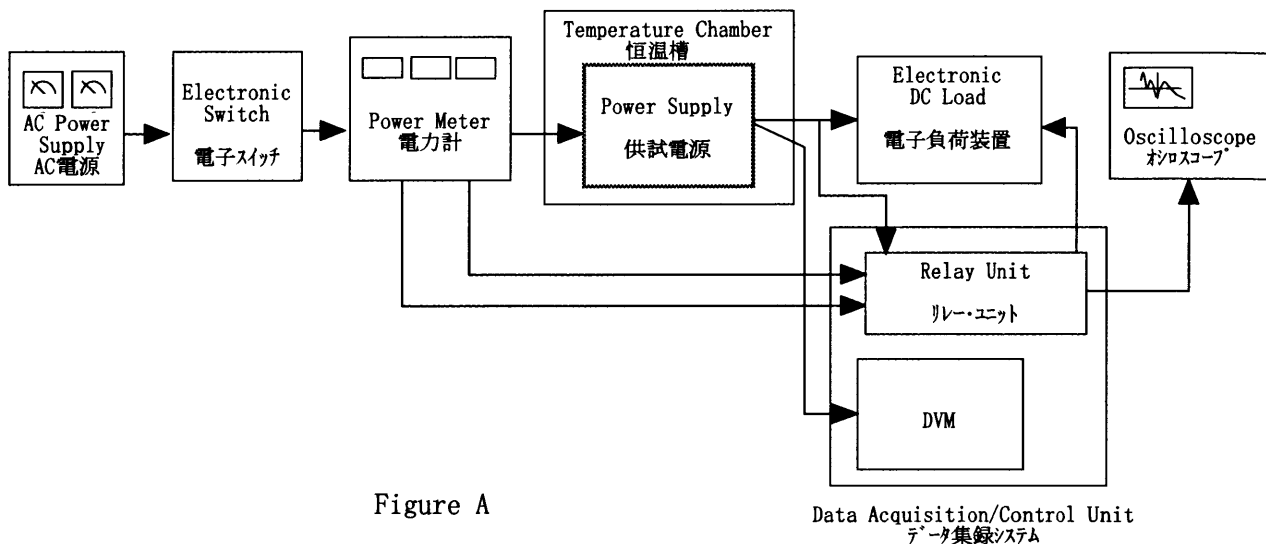 AC Power
Supply
AC電源
Electronic
Switch
電子スイッチ
Power Meter
電力計
Temperature Chamber
恒温槽
Power Supply
供試電源
Electronic
DC Load
電子負荷装置
Oscilloscope
オシロスコープ
Relay Unit
リレー・ユニット
DVM
Figure A
Data Acquisition/Control Unit
データ集録システム